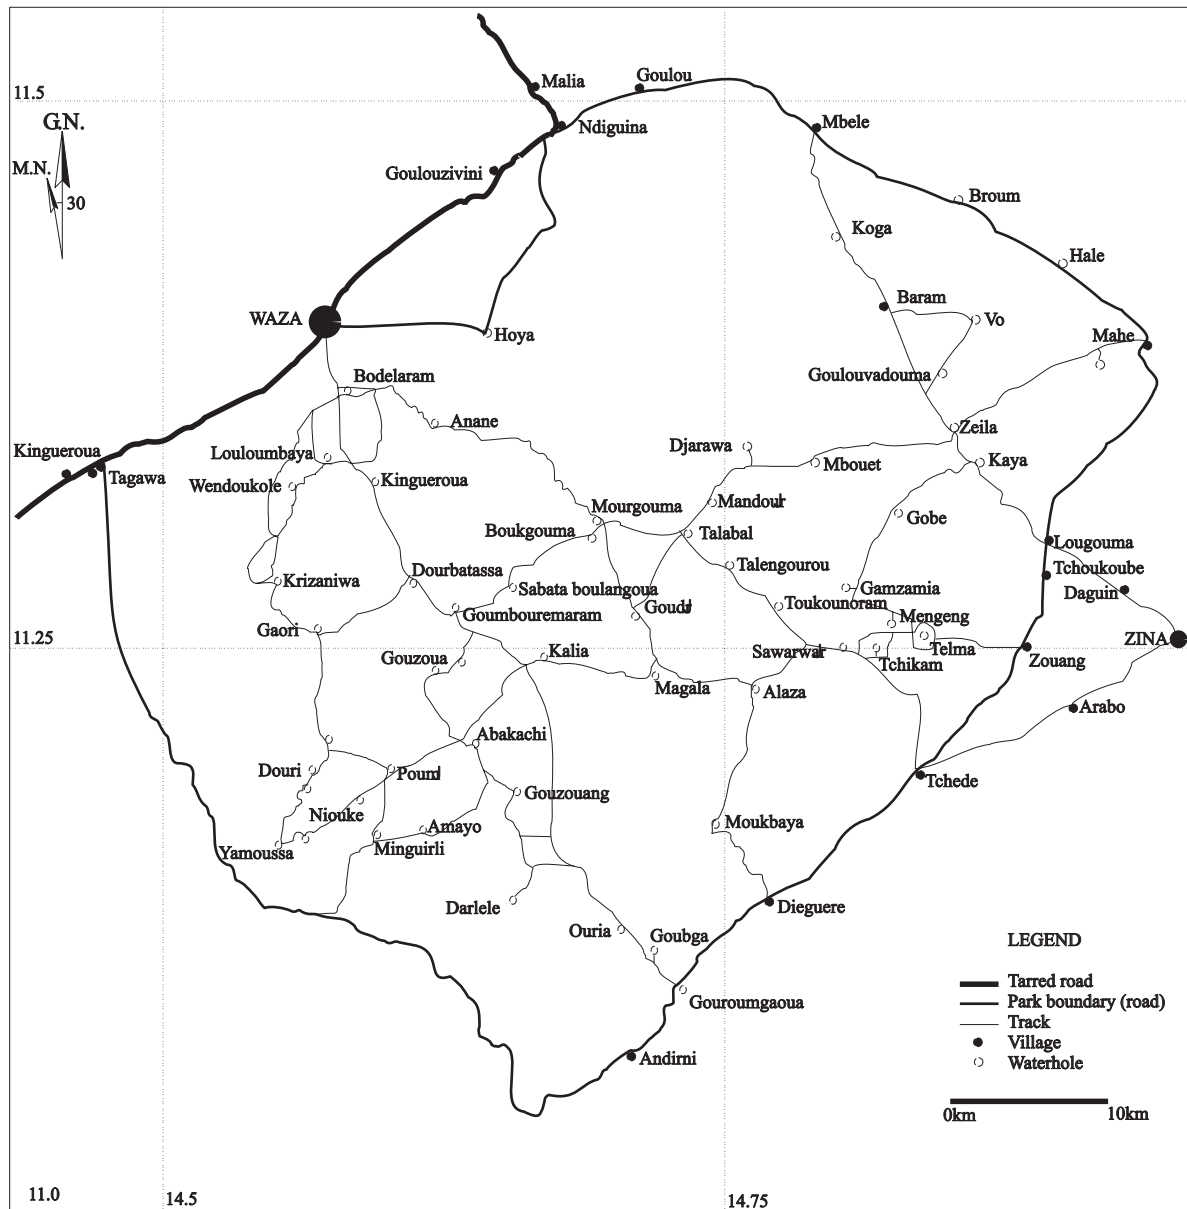 Malia
Goulou
11.5
G.N.
Ndiguina
Mbele
M.N.
Goulouzivini
30
Broum
Koga
Hale
Baram
WAZA
Vo
Hoya
Mahe
Bodelaram
Goulouvadouma
Anane
Zeila
Kingueroua
Louloumbaya
Djarawa
Mbouet
Kaya
Tagawa
Wendoukole
Kingueroua
Mandour
Mourgouma
Gobe
Boukgouma
Talabal
Lougouma
Talengourou
Tchoukoube
Krizaniwa
Dourbatassa
Sabata boulangoua
Gamzamia
Daguin
Goumbouremaram
Goudr
Toukounoram
Mengeng
Gaori
11.25
ZINA
Gouzoua
Kalia
Sawarwar
Telma
Zouang
Tchikam
Magala
Alaza
Arabo
Abakachi
Douri
Poum
Tchede
Gouzouang
Niouke
Amayo
Moukbaya
Yamoussa
Minguirli
Darlele
Dieguere
Ouria
Goubga
LEGEND
Tarred road
Gouroumgaoua
Park boundary (road)
Track
Village
Andirni
Waterhole
0km
10km
11.0
14.5
14.75